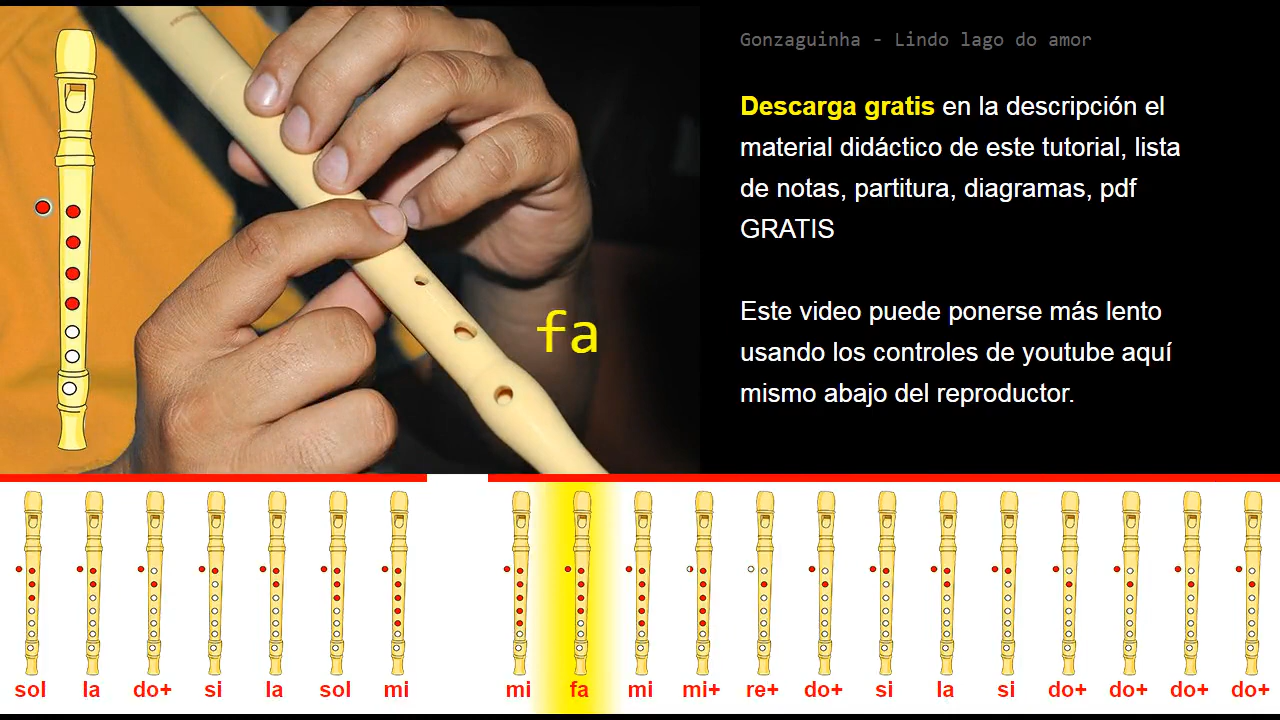 Gonzaguinha - Lindo lago do amor
Descarga gratis en la descripción el
material didáctico de este tutorial, lista
de notas, partitura, diagramas, pdf
GRATIS
Este video puede ponerse más lento
usando los controles de youtube aquí
mismo abajo del reproductor.
fa
sol la do+ si la sol mi mi fa mi mi+ re+ do+ si la si do+ do+ do+ do+